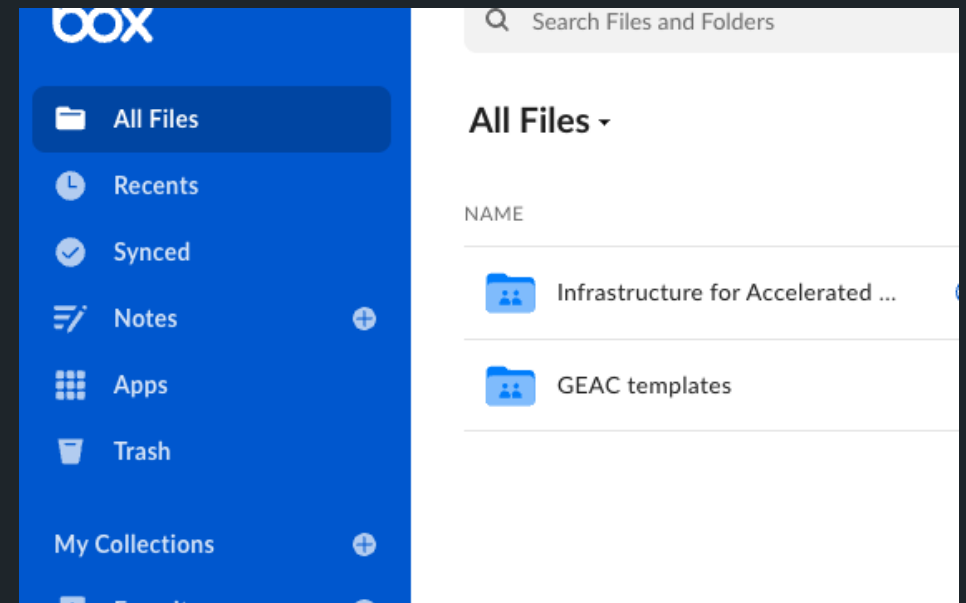 box
Search Files and Folders
All Files
All Files
Recents
NAME
Synced
Infrastructure for Accelerated ...
Notes
Apps
GEAC templates
Trash
My Collections